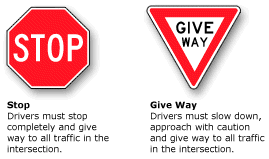 STOP
GIVE
WAY
Stop
Drivers must stop
completely and give
way to all traffic in the
intersection.
Give Way
Drivers must slow down,
approach with caution
and give way to all traffic
in the intersection.